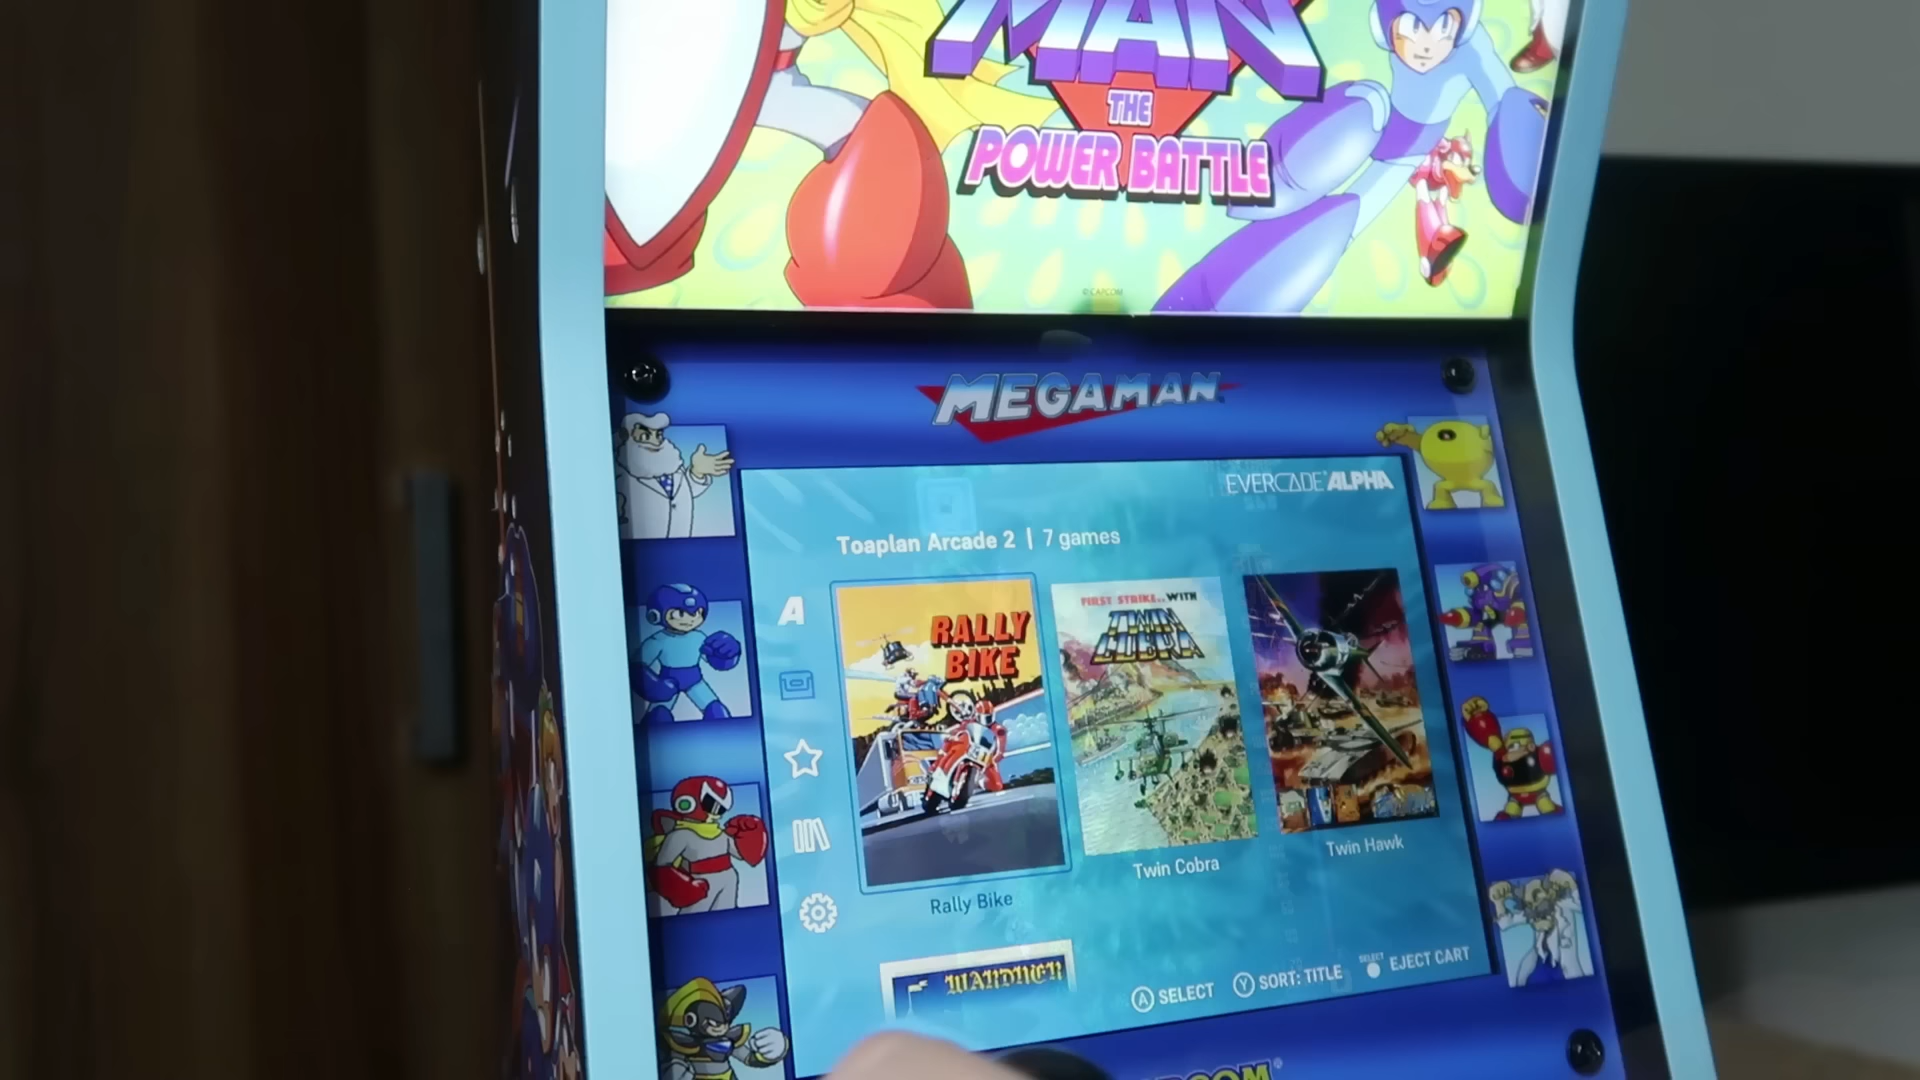 MAN
THE
POWER BATTLE
© CAPCOM
MEGAMAN
EVERCADE ALPHA
Toaplan Arcade 2 | 7 games
A
RALLY
BIKE
FIRST STRIKE.. WITH
TWIN
COBRA
Rally Bike
Twin Cobra
Twin Hawk
WARDNER
A SELECT
Y SORT: TITLE
SELECT
EJECT CART